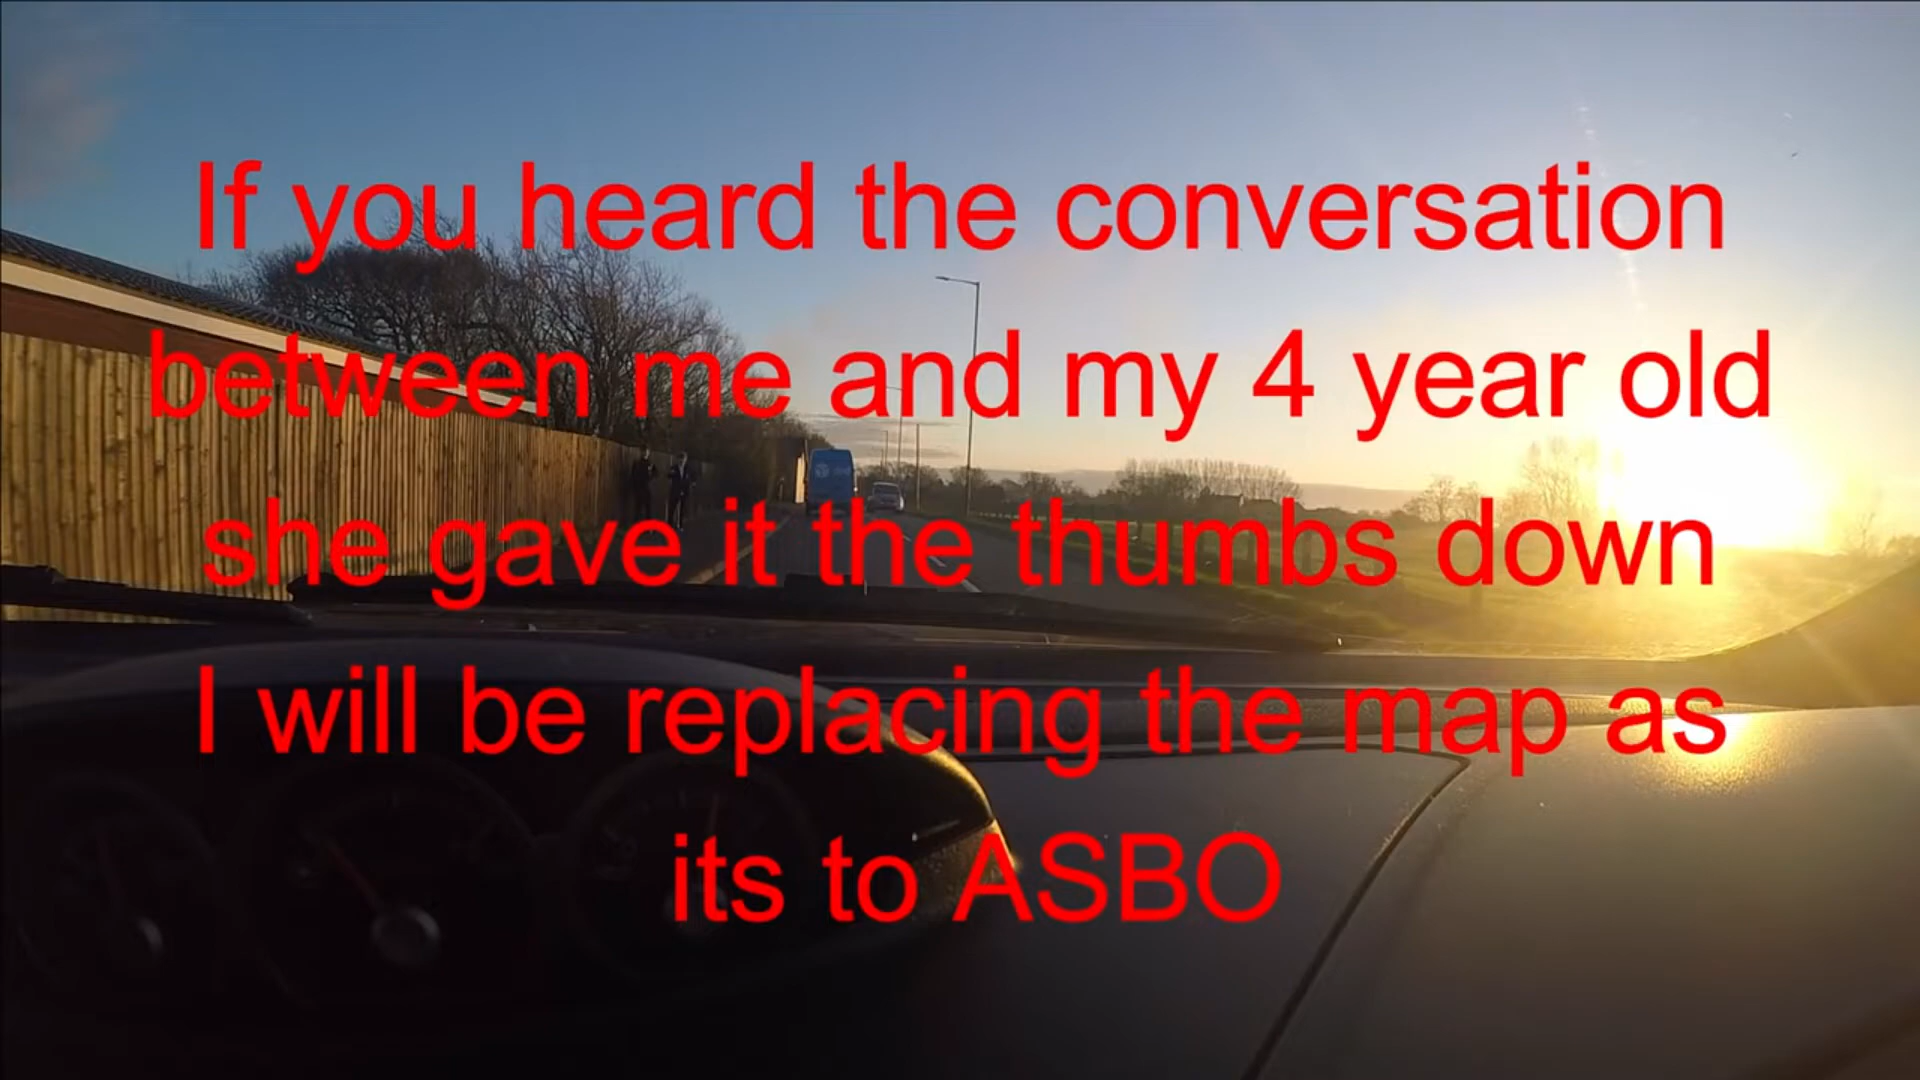 If you heard the conversation
between me and my 4 year old
she gave it the thumbs down
I will be replacing the map as
its to ASBO